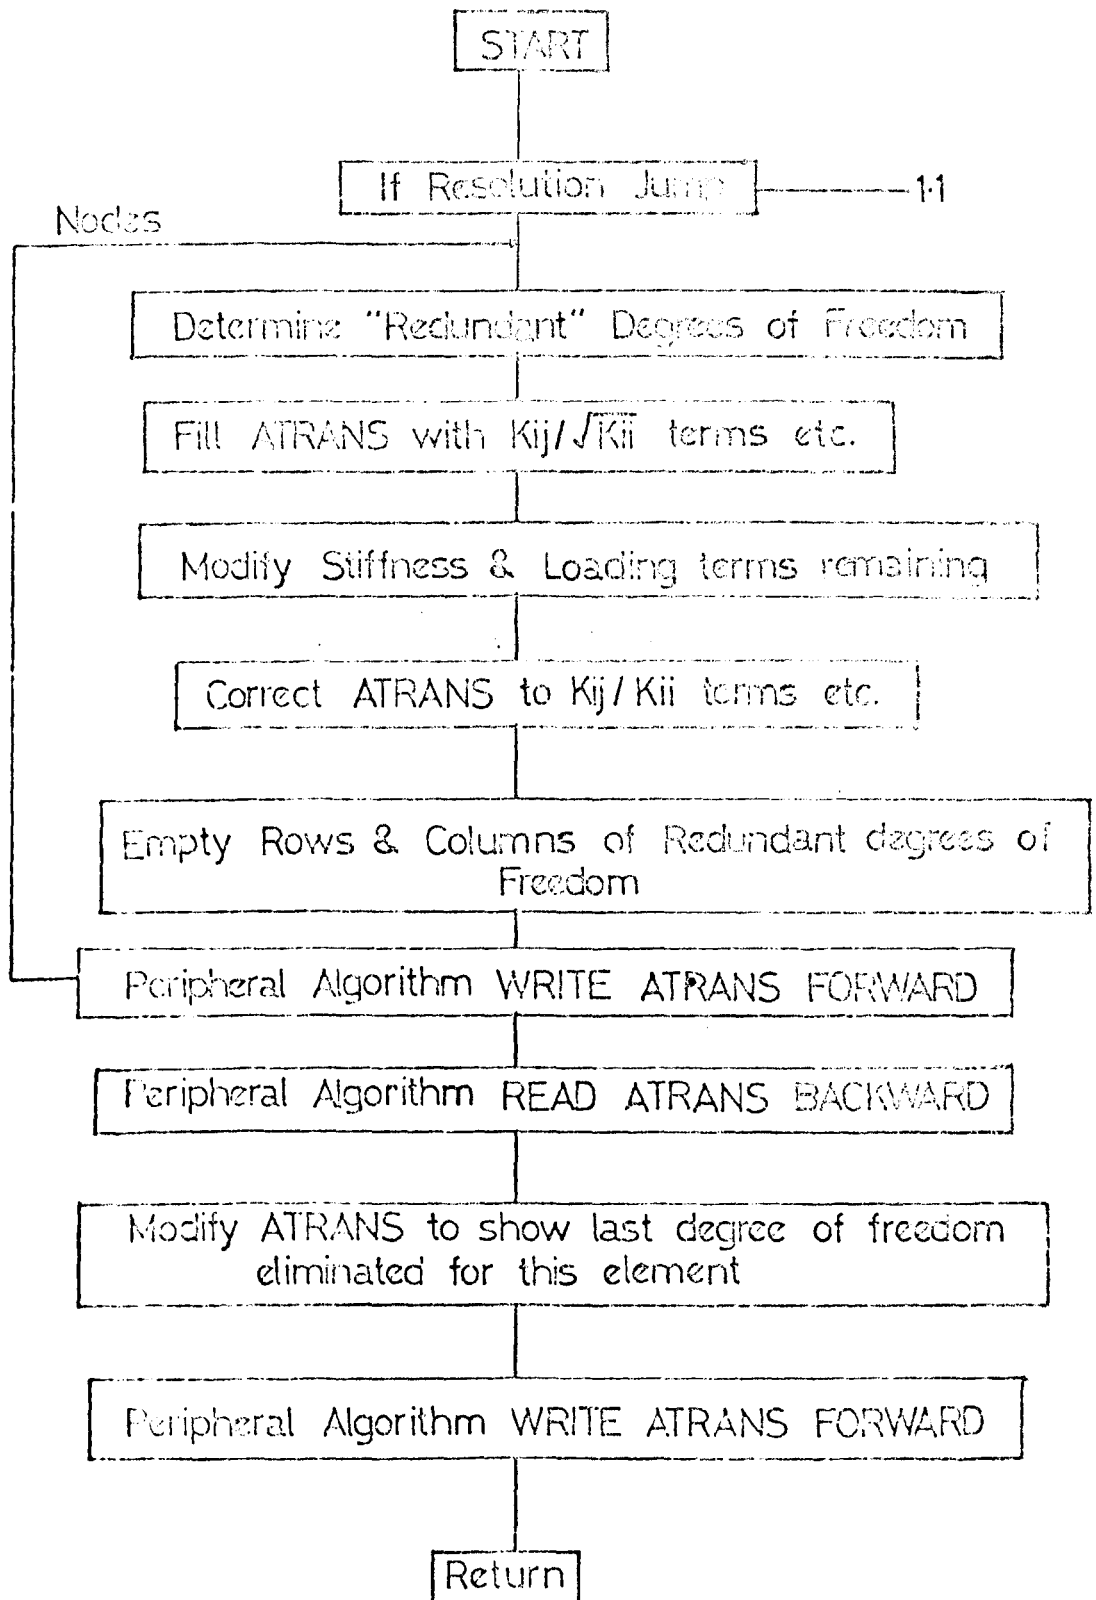 START
If Resolution Jump
1·1
Nodes
Determine "Redundant" Degrees of Freedom
Fill ATRANS with Kij/√Kii terms etc.
Modify Stiffness & Loading terms remaining
Correct ATRANS to Kij/Kii terms etc.
Empty Rows & Columns of Redundant degrees of
Freedom
Peripheral Algorithm WRITE ATRANS FORWARD
Peripheral Algorithm READ ATRANS BACKWARD
Modify ATRANS to show last degree of freedom
eliminated for this element
Peripheral Algorithm WRITE ATRANS FORWARD
Return